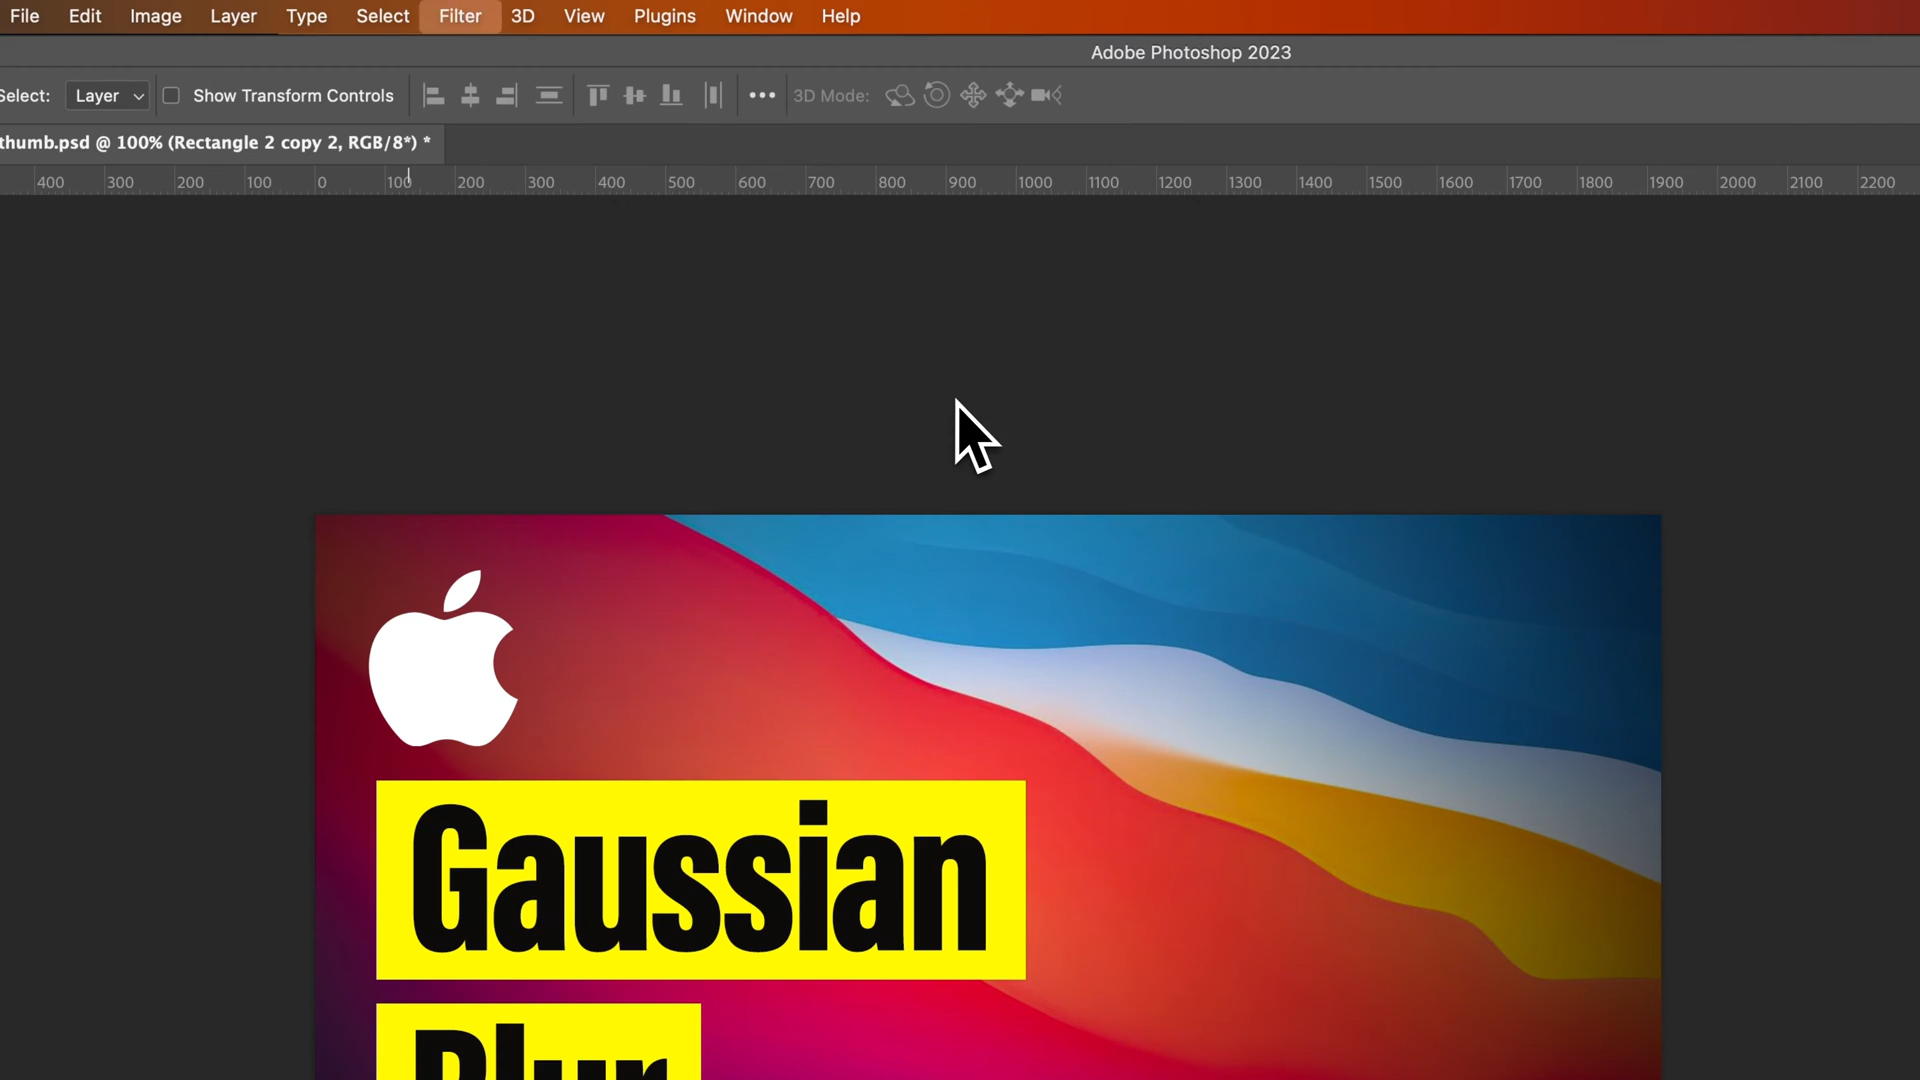 File Edit Image Layer Type Select Filter 3D View Plugins Window Help
Adobe Photoshop 2023
Select: Layer Show Transform Controls 3D Mode:
thumb.psd @ 100% (Rectangle 2 copy 2, RGB/8*) *
400 300 200 100 0 100 200 300 400 500 600 700 800 900 1000 1100 1200 1300 1400 1500 1600 1700 1800 1900 2000 2100 2200
Gaussian
Blur